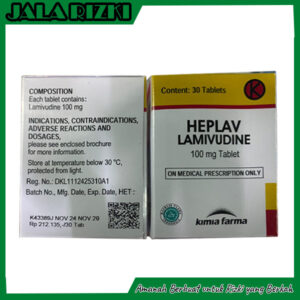 JALA RIZKI
COMPOSITION
Each tablet contains:
Lamivudine 100 mg
INDICATIONS, CONTRAINDICATIONS,
ADVERSE REACTIONS AND
DOSAGES,
please see enclosed brochure
for more information.
Store at temperature below 30 °C,
protected from light.
Reg. No.: DKL1112425310A1
Batch No., Mfg. Date, Exp. Date, HET :
K43389J NOV 24 NOV 29
Rp 212.135,-/30 Tab
Content: 30 Tablets
K
HEPLAV
LAMIVUDINE
100 mg Tablet
ON MEDICAL PRESCRIPTION ONLY
kimia farma
Amanah Berbuat untuk Rizki yang Berkah